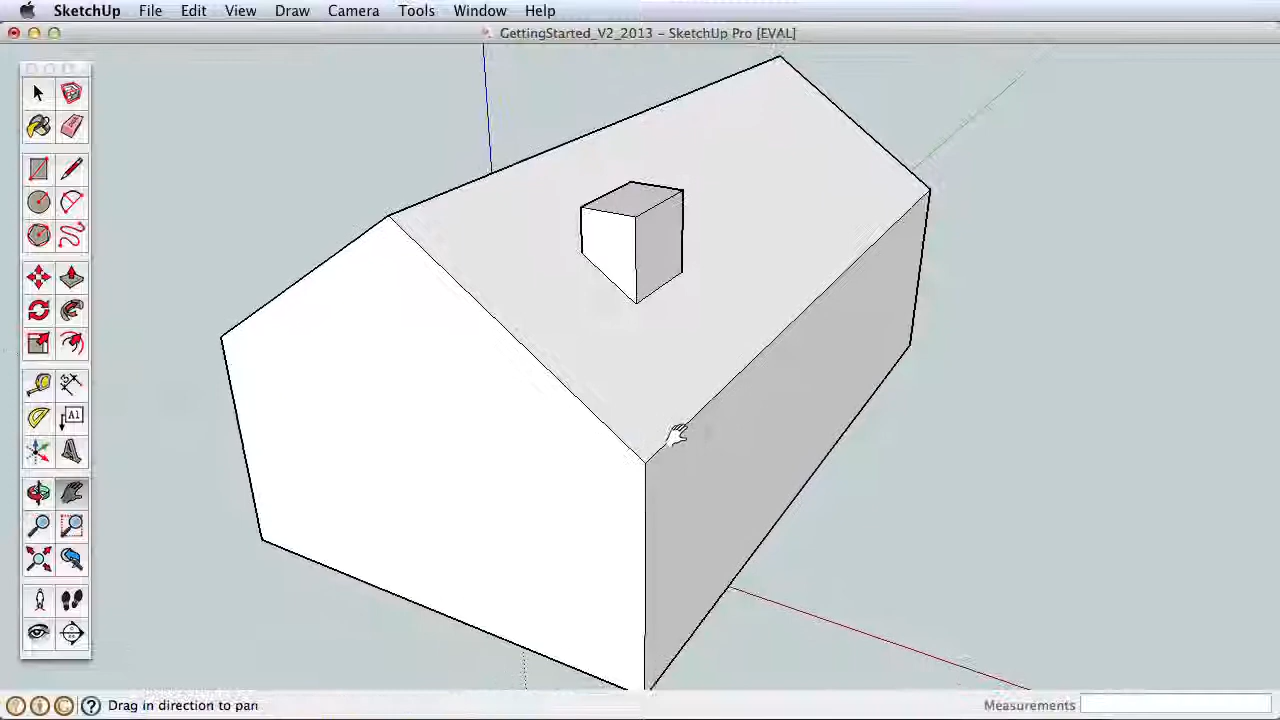 SketchUp File Edit View Draw Camera Tools Window Help
GettingStarted_V2_2013 – SketchUp Pro [EVAL]
A1
Drag in direction to pan
Measurements